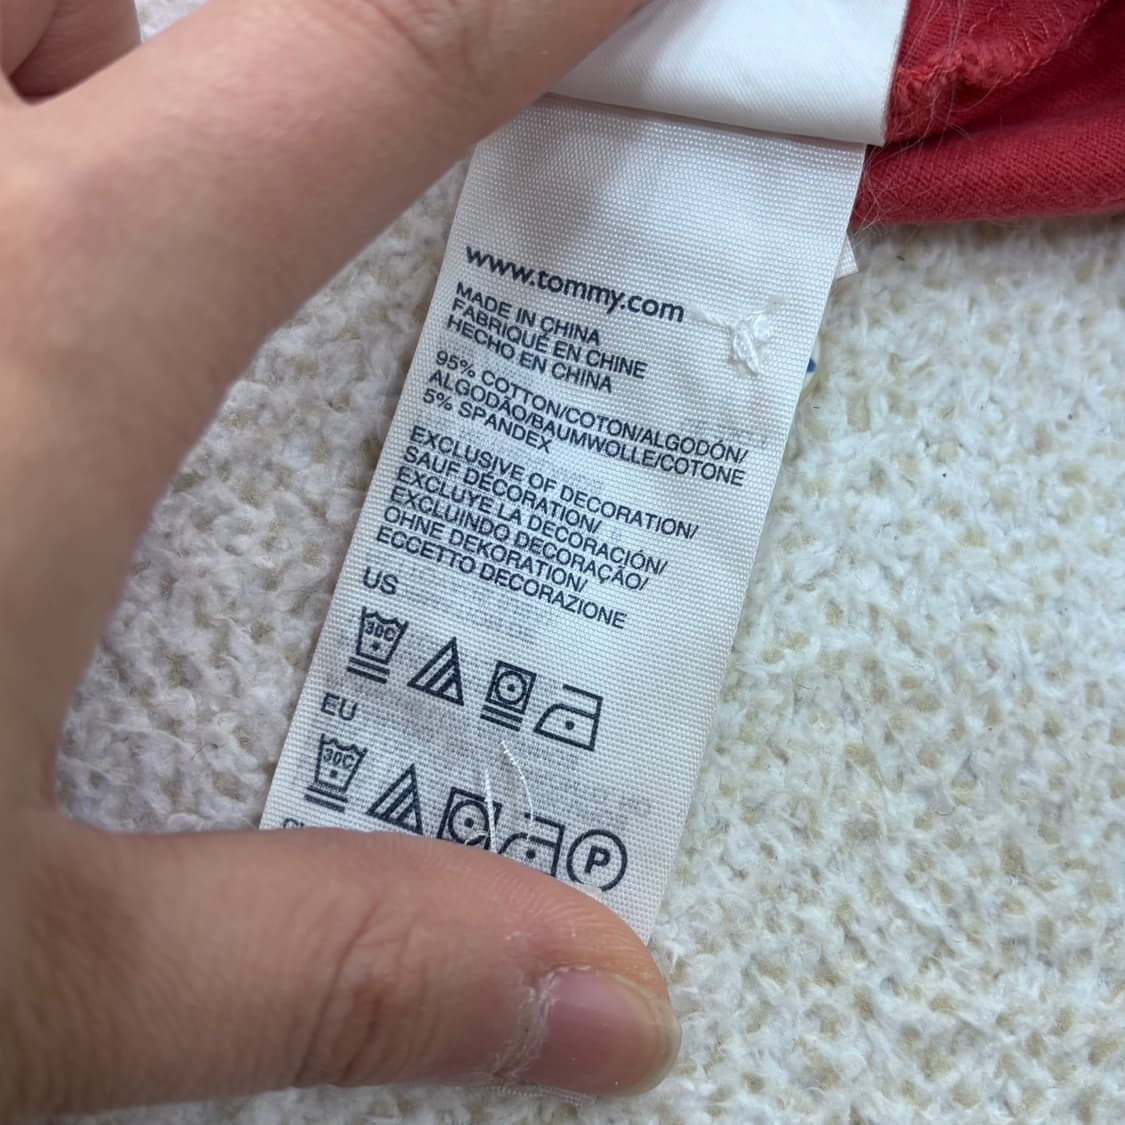 www.tommy.com
MADE IN CHINA
FABRIQUÉ EN CHINE
HECHO EN CHINA
95% COTTON/COTON/ALGODÓN/
ALGODÃO/BAUMWOLLE/COTONE
5% SPANDEX
EXCLUSIVE OF DECORATION/
SAUF DÉCORATION/
EXCLUYE LA DECORACIÓN/
EXCLUINDO DECORAÇÃO/
OHNE DEKORATION/
ECCETTO DECORAZIONE
US
30C
EU
30C
P